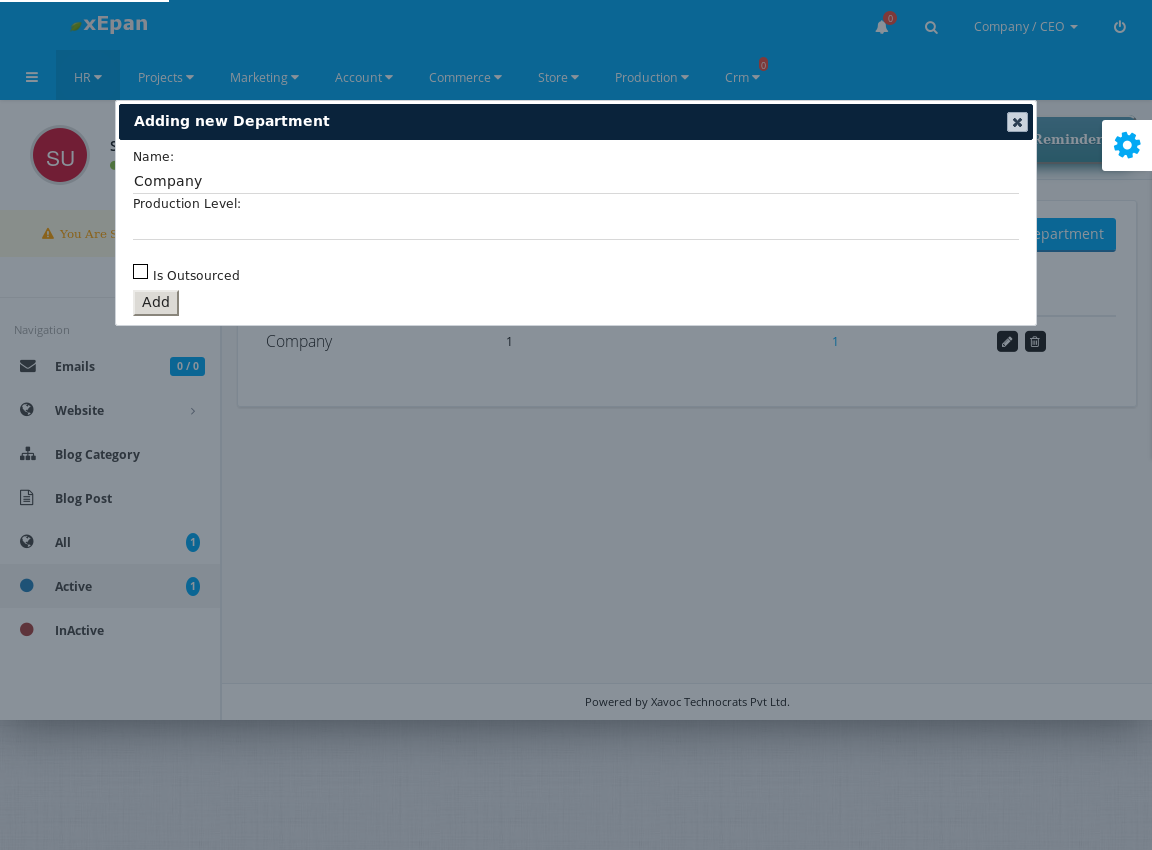 xEpan
0
Company / CEO
HR
Projects
Marketing
Account
Commerce
Store
Production
Crm
0
Adding new Department
SU
S
Reminder
Name:
Company
Production Level:
You Are S
epartment
Is Outsourced
Add
Navigation
Company 1 1
Emails 0 / 0
Website
Blog Category
Blog Post
All 1
Active 1
InActive
Powered by Xavoc Technocrats Pvt Ltd.